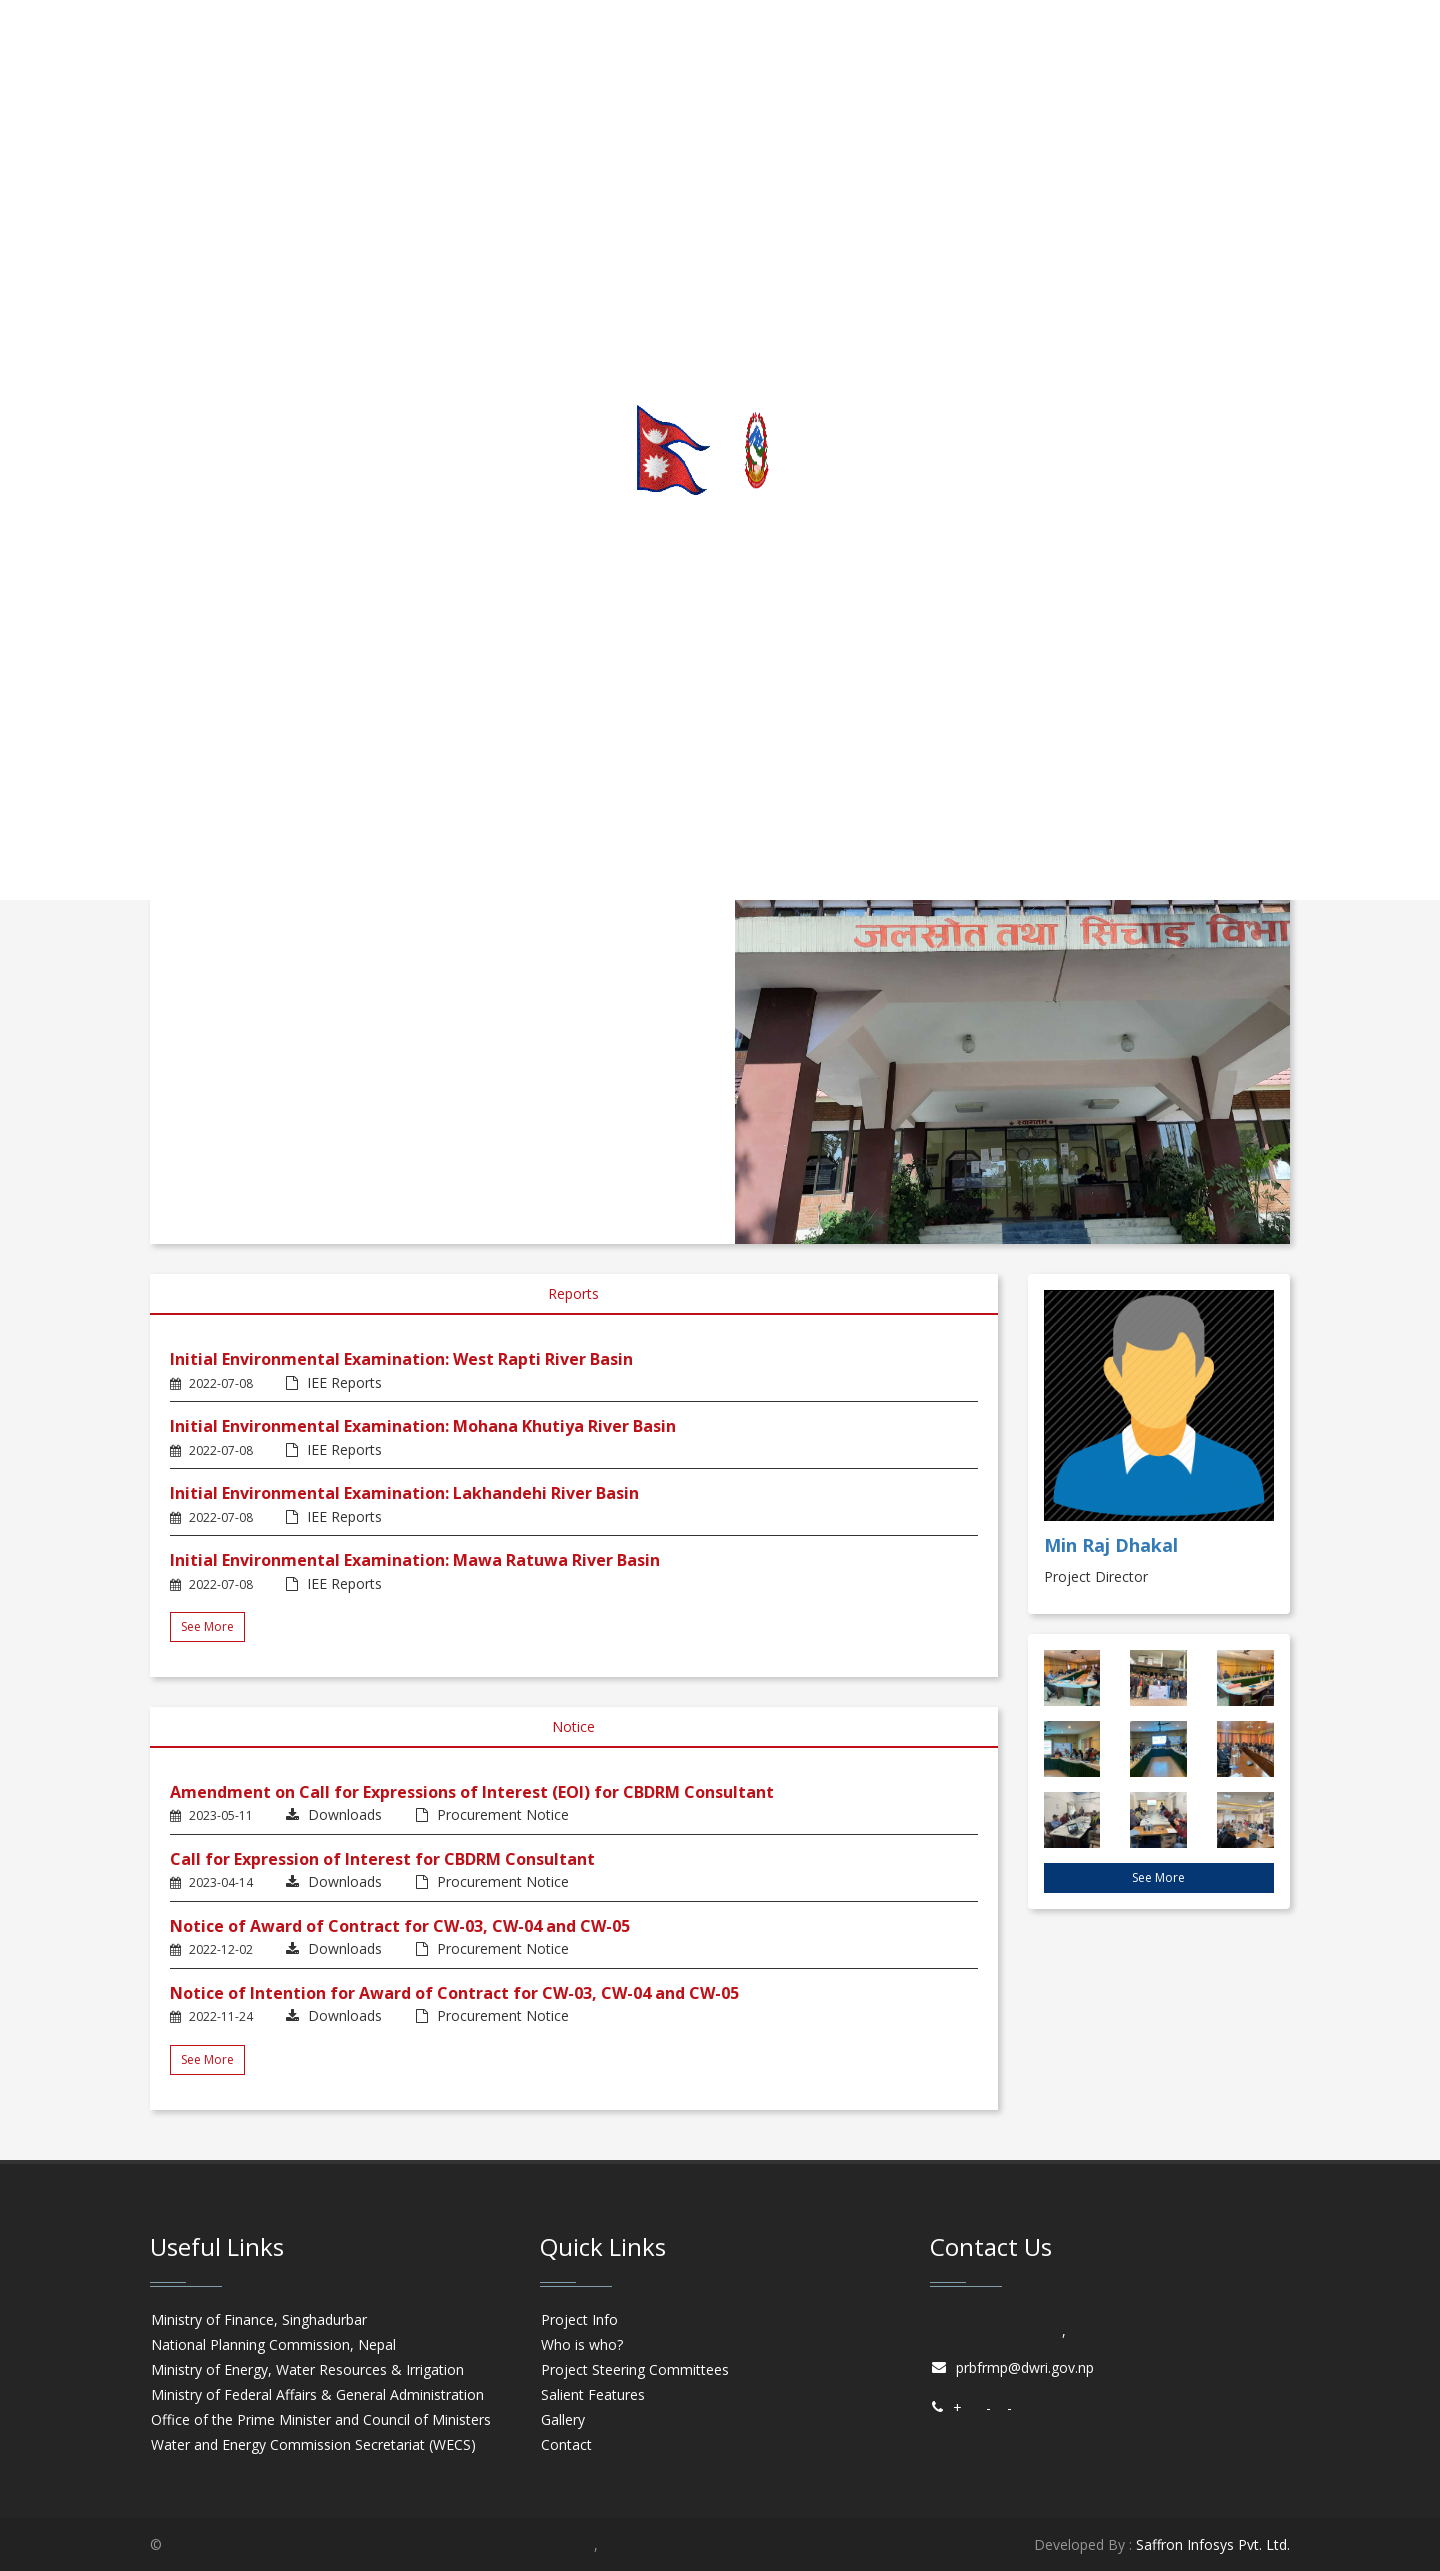 जलस्रोत तथा सिंचाइ विभा
स्वागतम
Reports
Initial Environmental Examination: West Rapti River Basin
2022-07-08 IEE Reports
Initial Environmental Examination: Mohana Khutiya River Basin
2022-07-08 IEE Reports
Initial Environmental Examination: Lakhandehi River Basin
2022-07-08 IEE Reports
Initial Environmental Examination: Mawa Ratuwa River Basin
2022-07-08 IEE Reports
See More
Min Raj Dhakal
Project Director
See More
Notice
Amendment on Call for Expressions of Interest (EOI) for CBDRM Consultant
2023-05-11 Downloads Procurement Notice
Call for Expression of Interest for CBDRM Consultant
2023-04-14 Downloads Procurement Notice
Notice of Award of Contract for CW-03, CW-04 and CW-05
2022-12-02 Downloads Procurement Notice
Notice of Intention for Award of Contract for CW-03, CW-04 and CW-05
2022-11-24 Downloads Procurement Notice
See More
Useful Links
Ministry of Finance, Singhadurbar
National Planning Commission, Nepal
Ministry of Energy, Water Resources & Irrigation
Ministry of Federal Affairs & General Administration
Office of the Prime Minister and Council of Ministers
Water and Energy Commission Secretariat (WECS)
Quick Links
Project Info
Who is who?
Project Steering Committees
Salient Features
Gallery
Contact
Contact Us
,
prbfrmp@dwri.gov.np
+ - -
© ,
Developed By : Saffron Infosys Pvt. Ltd.